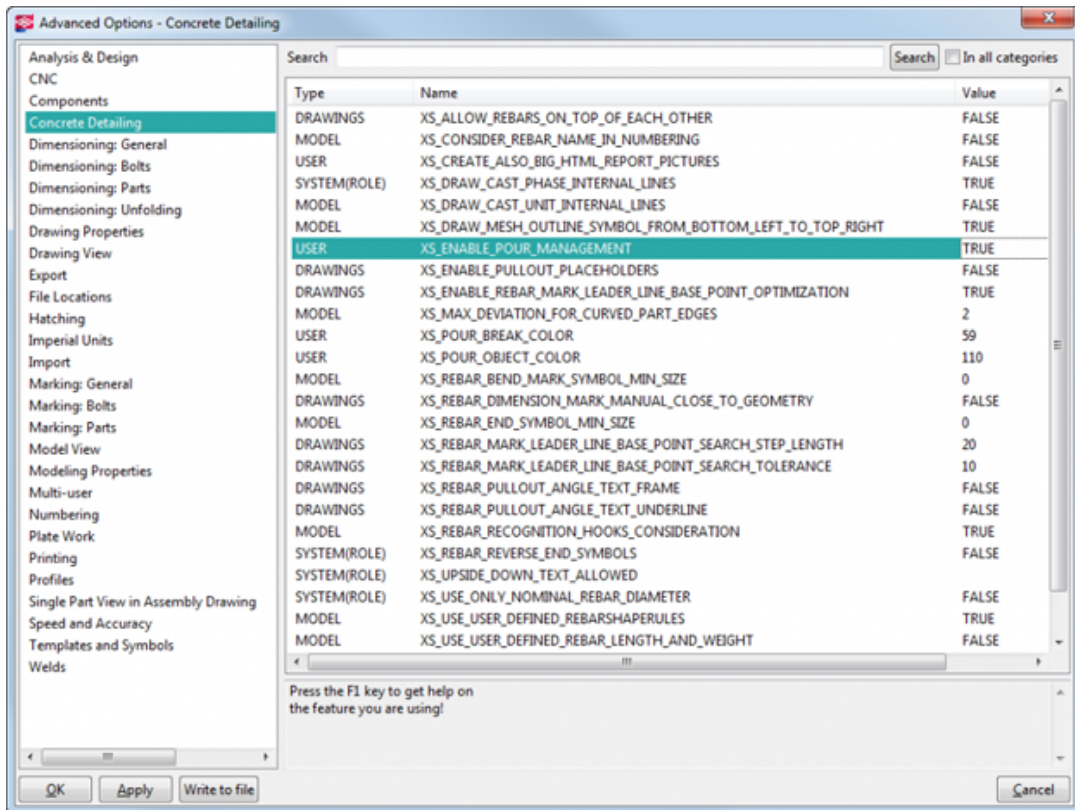 Advanced Options - Concrete Detailing
Analysis & Design
CNC
Components
Concrete Detailing
Dimensioning: General
Dimensioning: Bolts
Dimensioning: Parts
Dimensioning: Unfolding
Drawing Properties
Drawing View
Export
File Locations
Hatching
Imperial Units
Import
Marking: General
Marking: Bolts
Marking: Parts
Model View
Modeling Properties
Multi-user
Numbering
Plate Work
Printing
Profiles
Single Part View in Assembly Drawing
Speed and Accuracy
Templates and Symbols
Welds
Search Search In all categories
Type Name Value
DRAWINGS XS_ALLOW_REBARS_ON_TOP_OF_EACH_OTHER FALSE
MODEL XS_CONSIDER_REBAR_NAME_IN_NUMBERING FALSE
USER XS_CREATE_ALSO_BIG_HTML_REPORT_PICTURES FALSE
SYSTEM(ROLE) XS_DRAW_CAST_PHASE_INTERNAL_LINES TRUE
MODEL XS_DRAW_CAST_UNIT_INTERNAL_LINES FALSE
MODEL XS_DRAW_MESH_OUTLINE_SYMBOL_FROM_BOTTOM_LEFT_TO_TOP_RIGHT TRUE
USER XS_ENABLE_POUR_MANAGEMENT TRUE
DRAWINGS XS_ENABLE_PULLOUT_PLACEHOLDERS FALSE
DRAWINGS XS_ENABLE_REBAR_MARK_LEADER_LINE_BASE_POINT_OPTIMIZATION TRUE
MODEL XS_MAX_DEVIATION_FOR_CURVED_PART_EDGES 2
USER XS_POUR_BREAK_COLOR 59
USER XS_POUR_OBJECT_COLOR 110
MODEL XS_REBAR_BEND_MARK_SYMBOL_MIN_SIZE 0
DRAWINGS XS_REBAR_DIMENSION_MARK_MANUAL_CLOSE_TO_GEOMETRY FALSE
MODEL XS_REBAR_END_SYMBOL_MIN_SIZE 0
DRAWINGS XS_REBAR_MARK_LEADER_LINE_BASE_POINT_SEARCH_STEP_LENGTH 20
DRAWINGS XS_REBAR_MARK_LEADER_LINE_BASE_POINT_SEARCH_TOLERANCE 10
DRAWINGS XS_REBAR_PULLOUT_ANGLE_TEXT_FRAME FALSE
DRAWINGS XS_REBAR_PULLOUT_ANGLE_TEXT_UNDERLINE FALSE
MODEL XS_REBAR_RECOGNITION_HOOKS_CONSIDERATION TRUE
SYSTEM(ROLE) XS_REBAR_REVERSE_END_SYMBOLS FALSE
SYSTEM(ROLE) XS_UPSIDE_DOWN_TEXT_ALLOWED
SYSTEM(ROLE) XS_USE_ONLY_NOMINAL_REBAR_DIAMETER FALSE
MODEL XS_USE_USER_DEFINED_REBARSHAPERULES TRUE
MODEL XS_USE_USER_DEFINED_REBAR_LENGTH_AND_WEIGHT FALSE
Press the F1 key to get help on
the feature you are using!
OK Apply Write to file Cancel